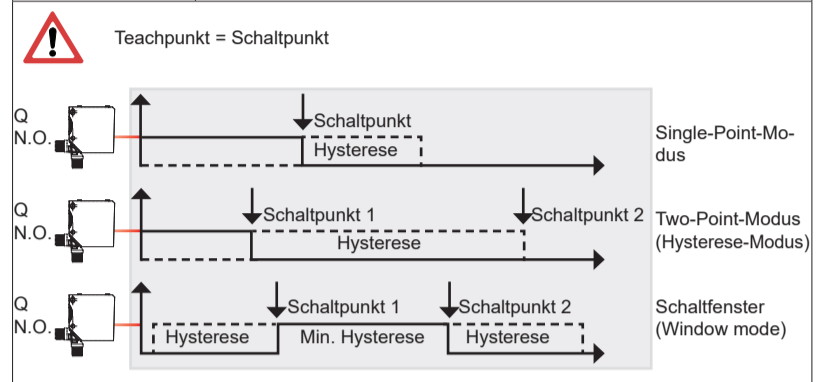 Teachpunkt = Schaltpunkt
Q
N.O.
Schaltpunkt
Hysterese
Single-Point-Mo-
dus
Q
N.O.
Schaltpunkt 1
Schaltpunkt 2
Hysterese
Two-Point-Modus
(Hysterese-Modus)
Q
N.O.
Schaltpunkt 1
Schaltpunkt 2
Hysterese
Min. Hysterese
Hysterese
Schaltfenster
(Window mode)